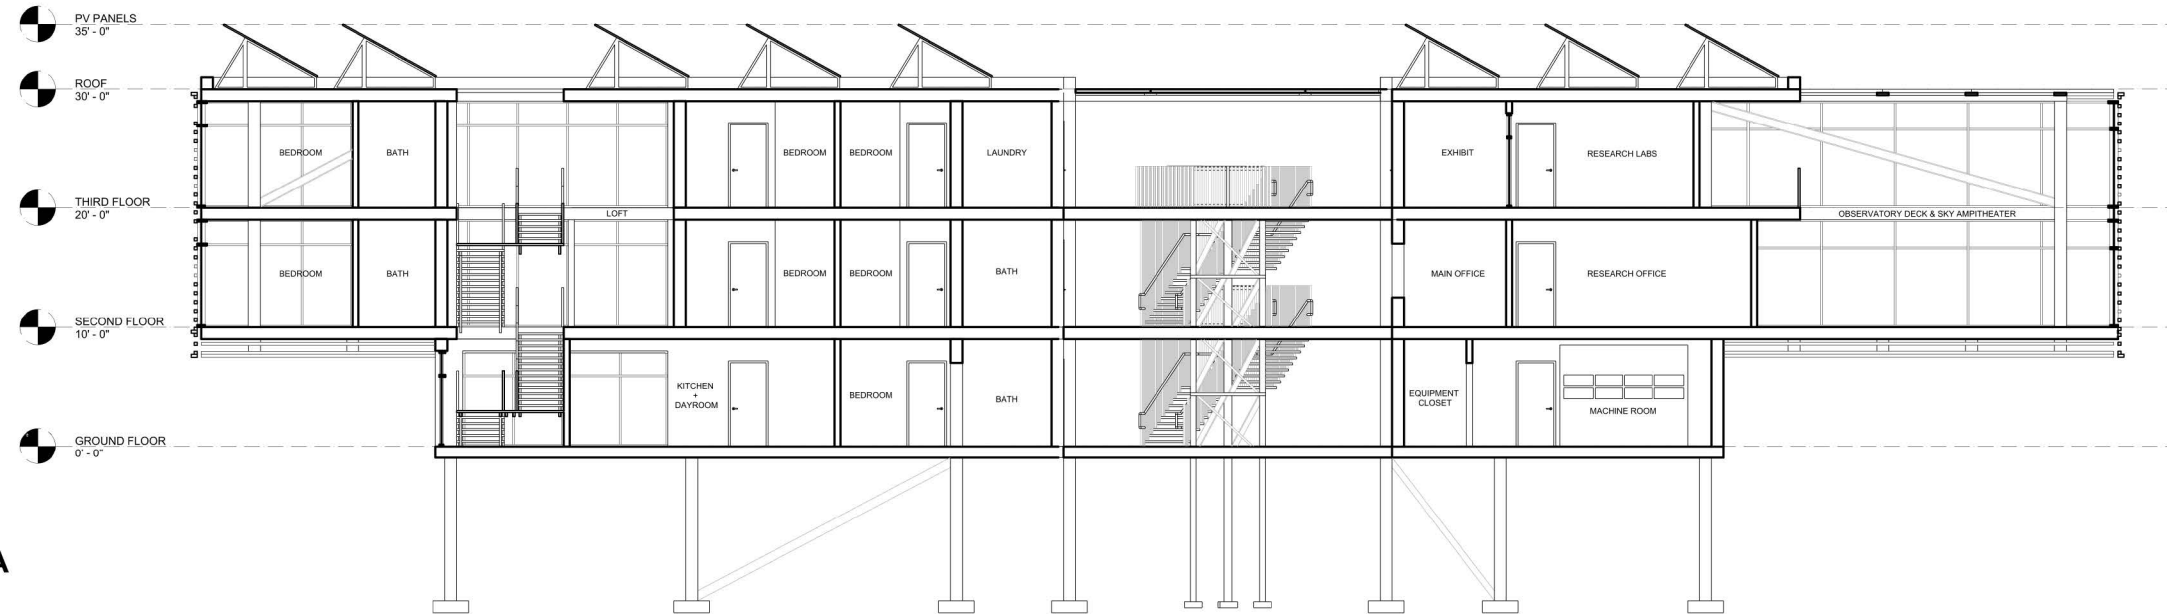 PV PANELS
35' - 0"
ROOF
30' - 0"
BEDROOM
BATH
BEDROOM
BEDROOM
LAUNDRY
EXHIBIT
RESEARCH LABS
THIRD FLOOR
20' - 0"
LOFT
OBSERVATORY DECK & SKY AMPITHEATER
BEDROOM
BATH
BEDROOM
BEDROOM
BATH
MAIN OFFICE
RESEARCH OFFICE
SECOND FLOOR
10' - 0"
KITCHEN
+
DAYROOM
BEDROOM
BATH
EQUIPMENT
CLOSET
MACHINE ROOM
GROUND FLOOR
0' - 0"